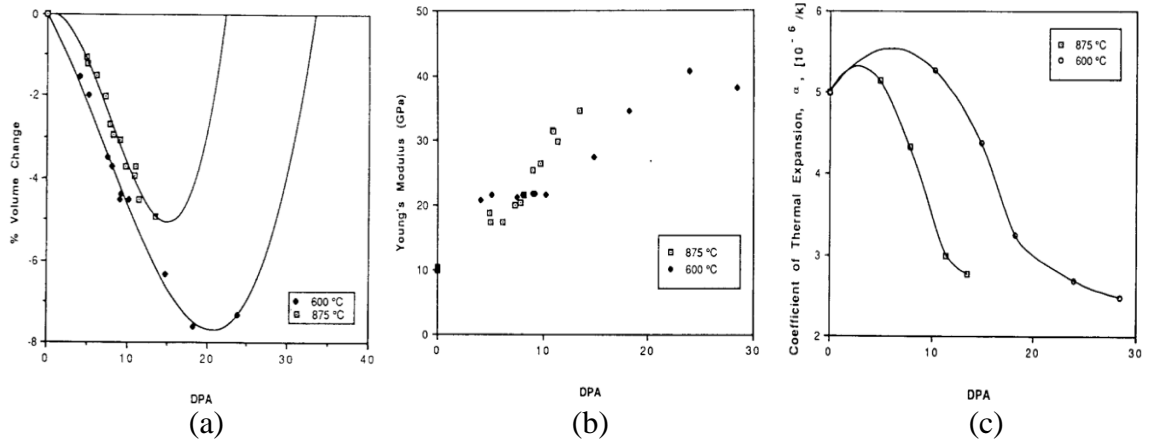 0
-2
-4
-6
-8
% Volume Change
600 °C
875 °C
0 10 20 30 40
DPA
(a)
50
40
30
20
10
0
Young's Modulus (GPa)
875 °C
600 °C
0 10 20 30
DPA
(b)
6
5
4
3
2
Coefficient of Thermal Expansion, α, [10⁻⁶/k]
875 °C
600 °C
0 10 20 30
DPA
(c)